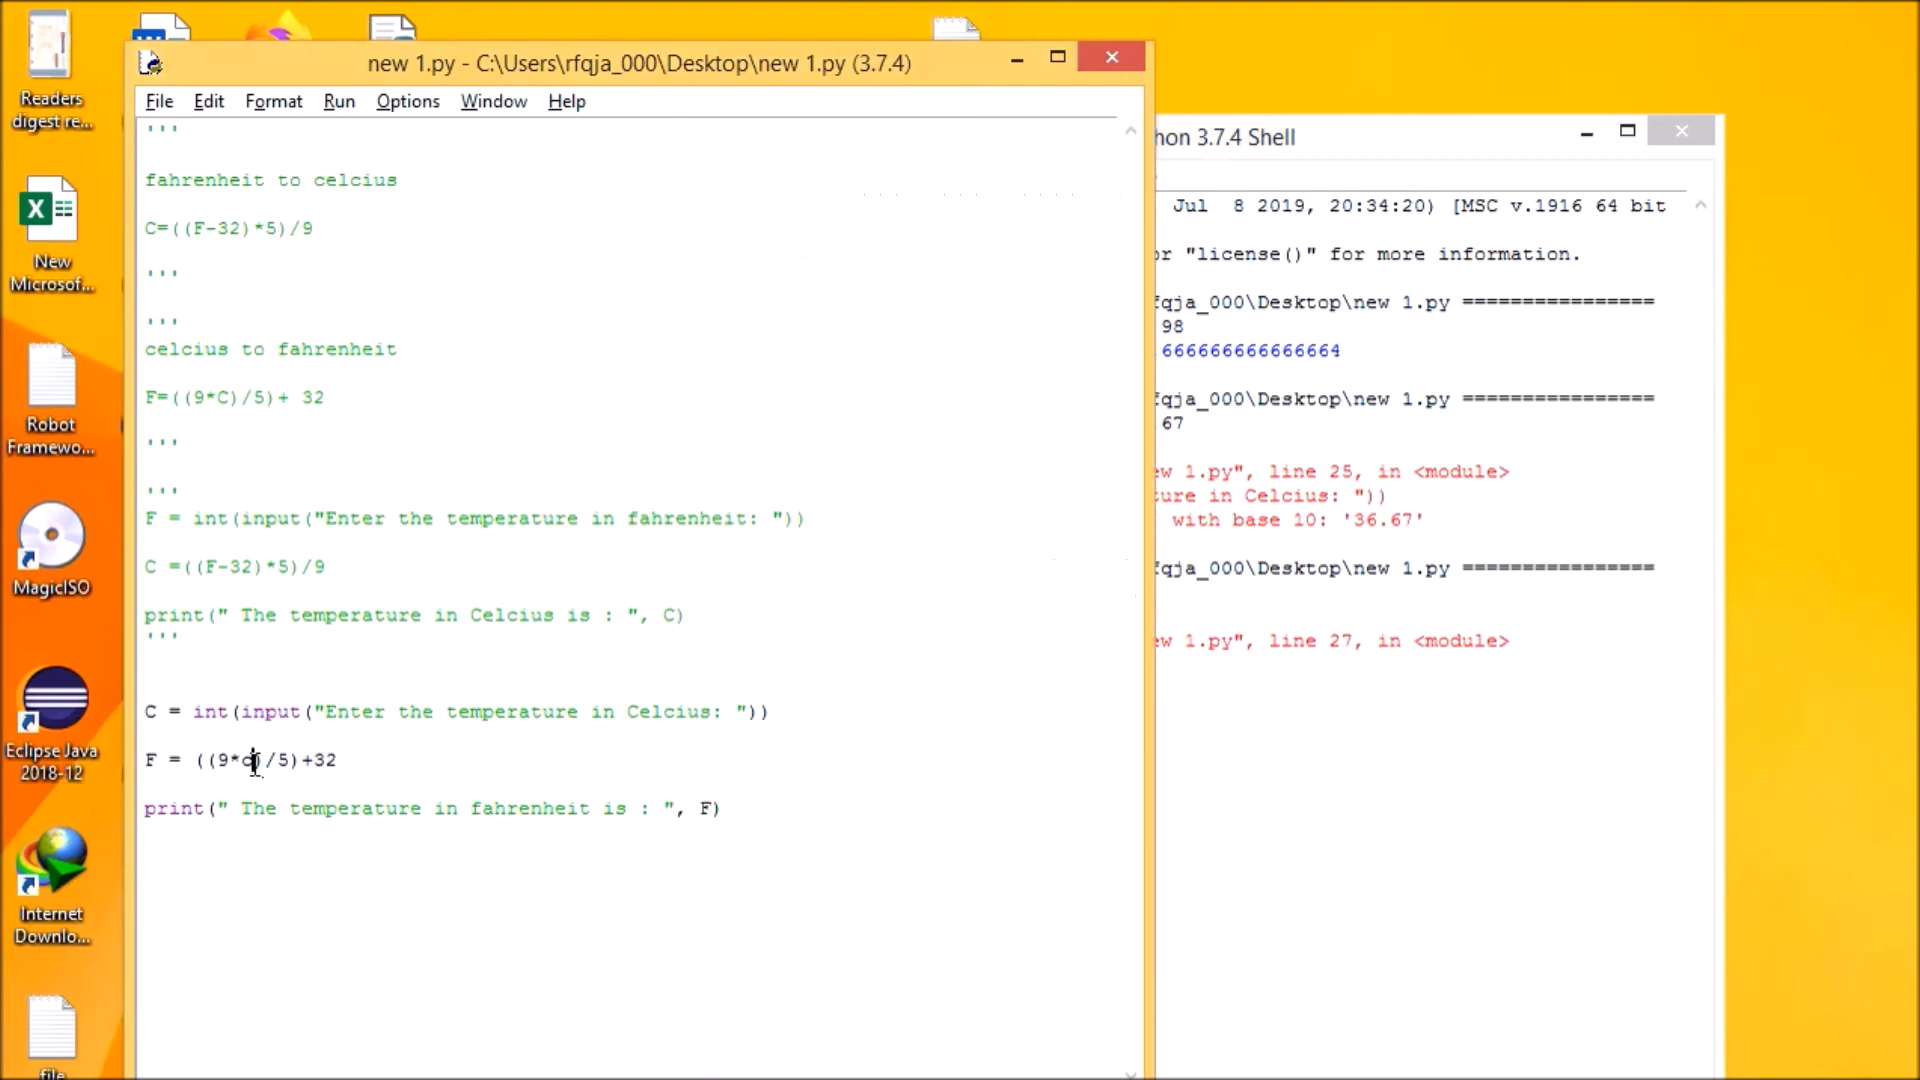 Readers
digest re...
New
Microsof...
Robot
Framewo...
MagicISO
Eclipse Java
2018-12
Internet
Downlo...
file
new 1.py - C:\Users\rfqja_000\Desktop\new 1.py (3.7.4)
File Edit Format Run Options Window Help
'''
fahrenheit to celcius
C=((F-32)*5)/9
'''
'''
celcius to fahrenheit
F=((9*C)/5)+ 32
'''
'''
F = int(input("Enter the temperature in fahrenheit: "))
C =((F-32)*5)/9
print(" The temperature in Celcius is : ", C)
'''
C = int(input("Enter the temperature in Celcius: "))
F = ((9*c)/5)+32
print(" The temperature in fahrenheit is : ", F)
hon 3.7.4 Shell
Jul  8 2019, 20:34:20) [MSC v.1916 64 bit
or "license()" for more information.
fqja_000\Desktop\new 1.py ================
98
666666666666664
fqja_000\Desktop\new 1.py ================
67
ew 1.py", line 25, in <module>
ture in Celcius: "))
with base 10: '36.67'
fqja_000\Desktop\new 1.py ================
ew 1.py", line 27, in <module>